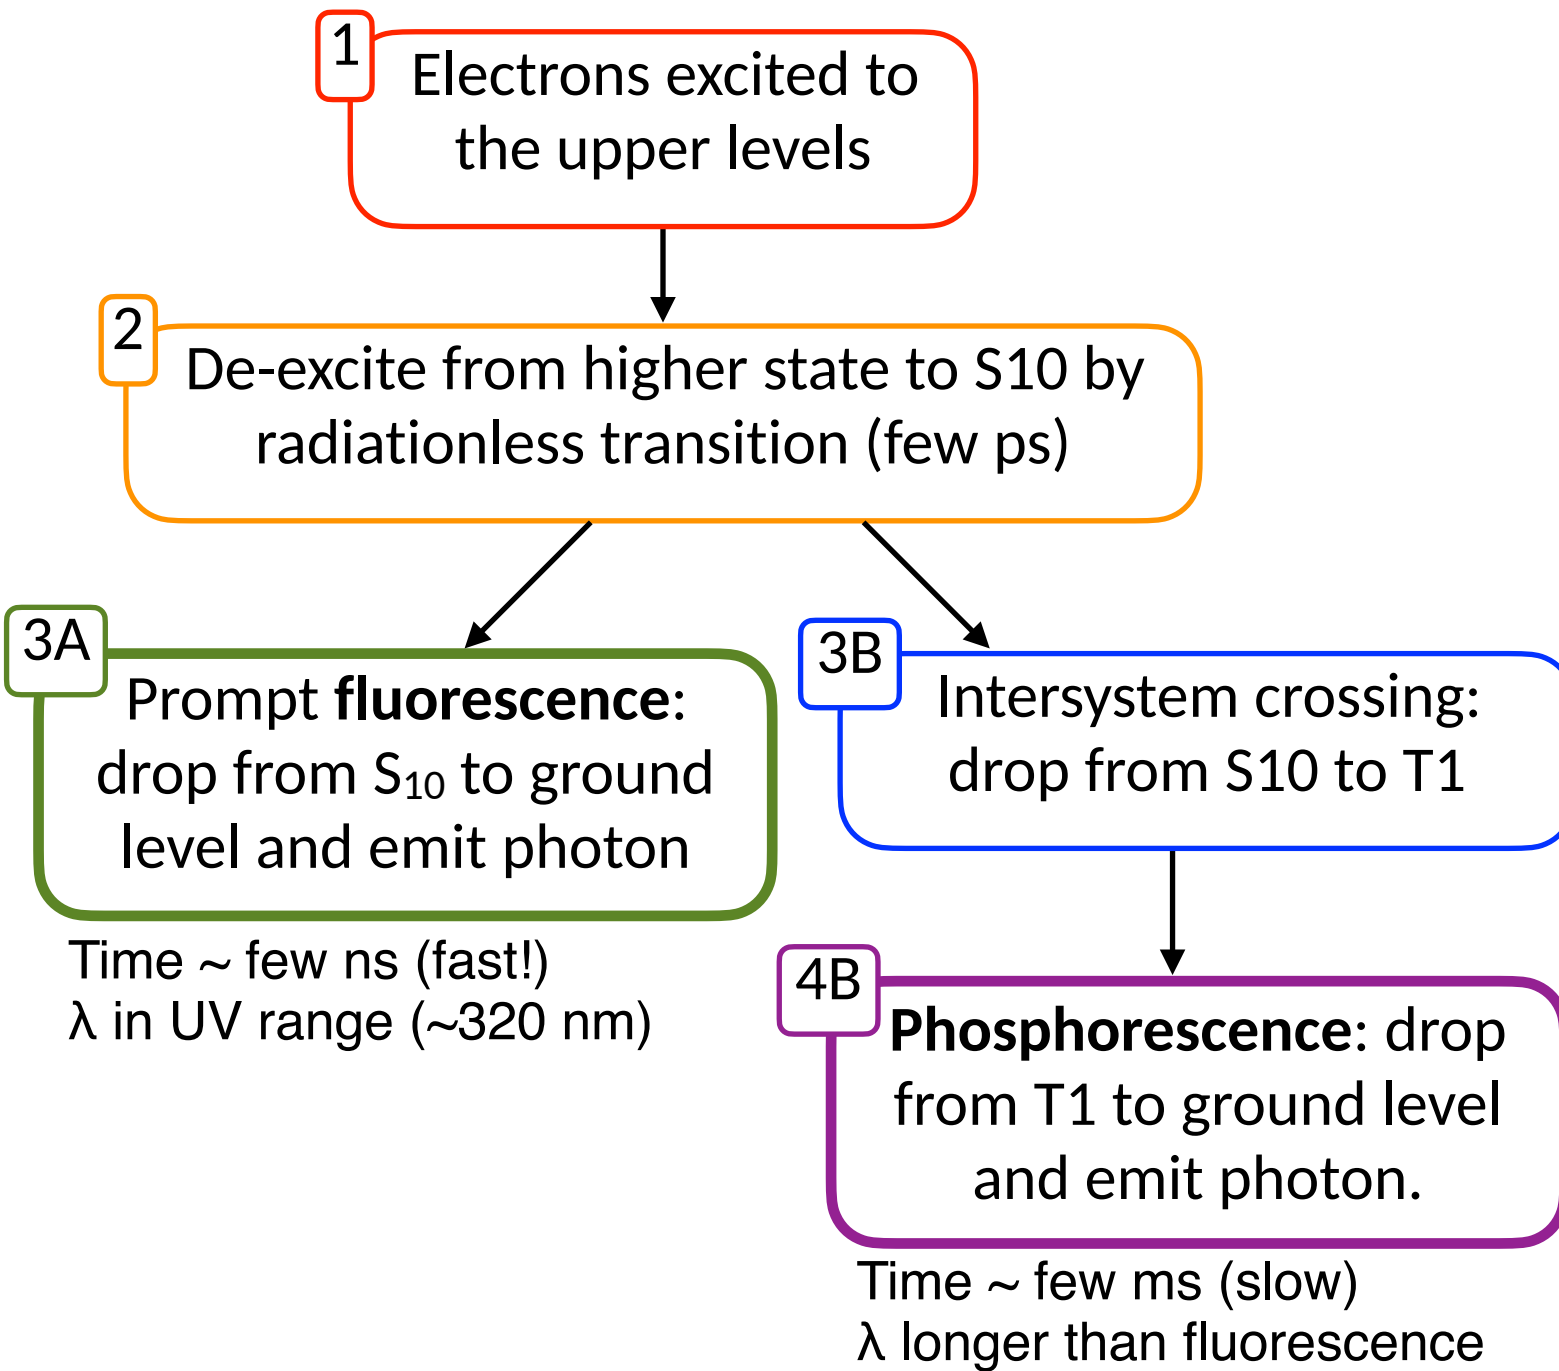 1
Electrons excited to
the upper levels
2
De-excite from higher state to S10 by
radiationless transition (few ps)
3A
Prompt fluorescence:
drop from S₁₀ to ground
level and emit photon
Time ~ few ns (fast!)
λ in UV range (~320 nm)
3B
Intersystem crossing:
drop from S10 to T1
4B
Phosphorescence: drop
from T1 to ground level
and emit photon.
Time ~ few ms (slow)
λ longer than fluorescence